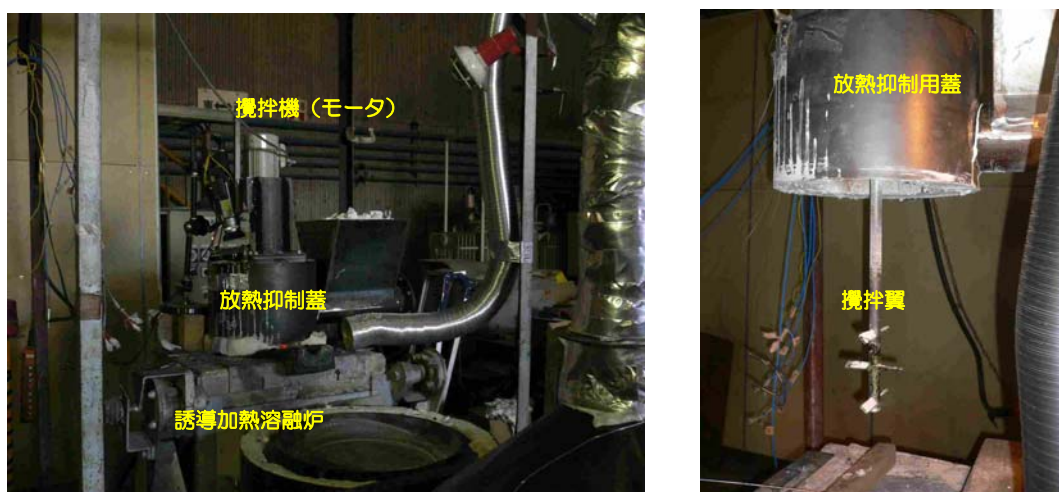 攪拌機（モータ）
放熱抑制蓋
誘導加熱溶融炉
放熱抑制用蓋
攪拌翼